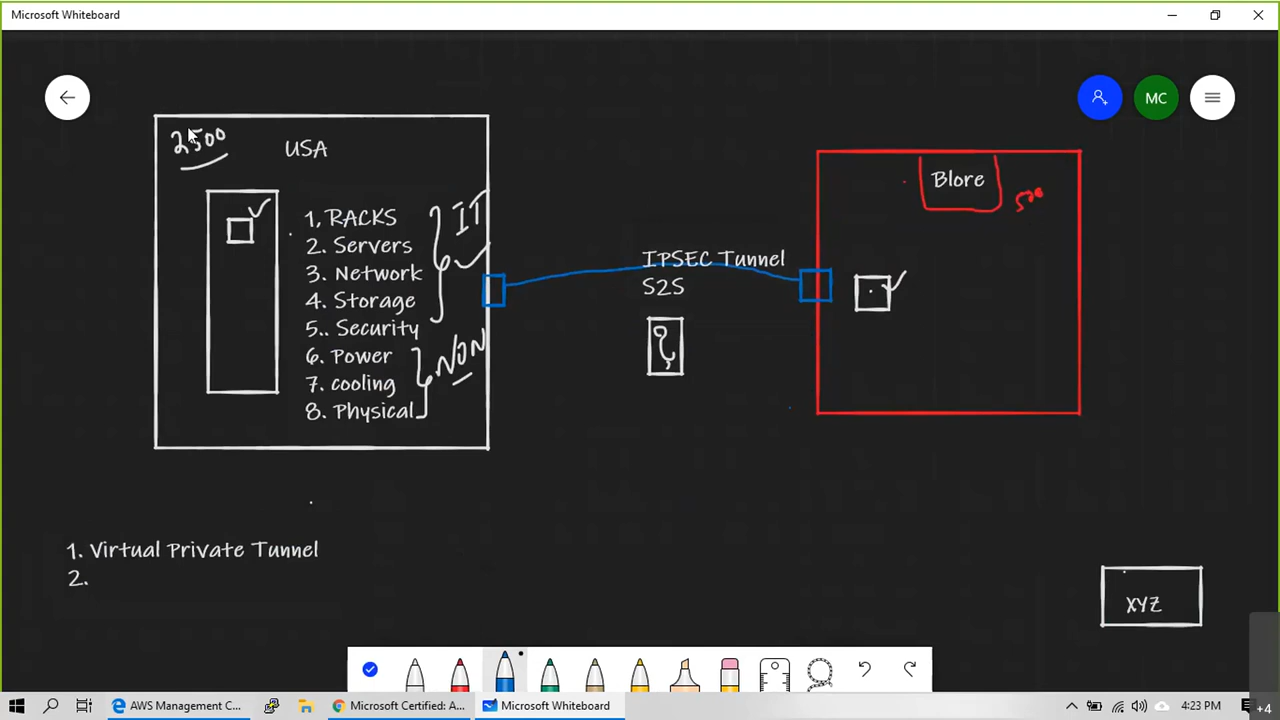 Microsoft Whiteboard
MC
2500
USA
1, RACKS
2. Servers
3. Network
4. Storage
5.. Security
6. Power
7. cooling
8. Physical
IT
NON
IPSEC Tunnel
S2S
Blore
500
1. Virtual Private Tunnel
2.
XYZ
AWS Management C...
Microsoft Certified: A...
Microsoft Whiteboard
4:23 PM
+4